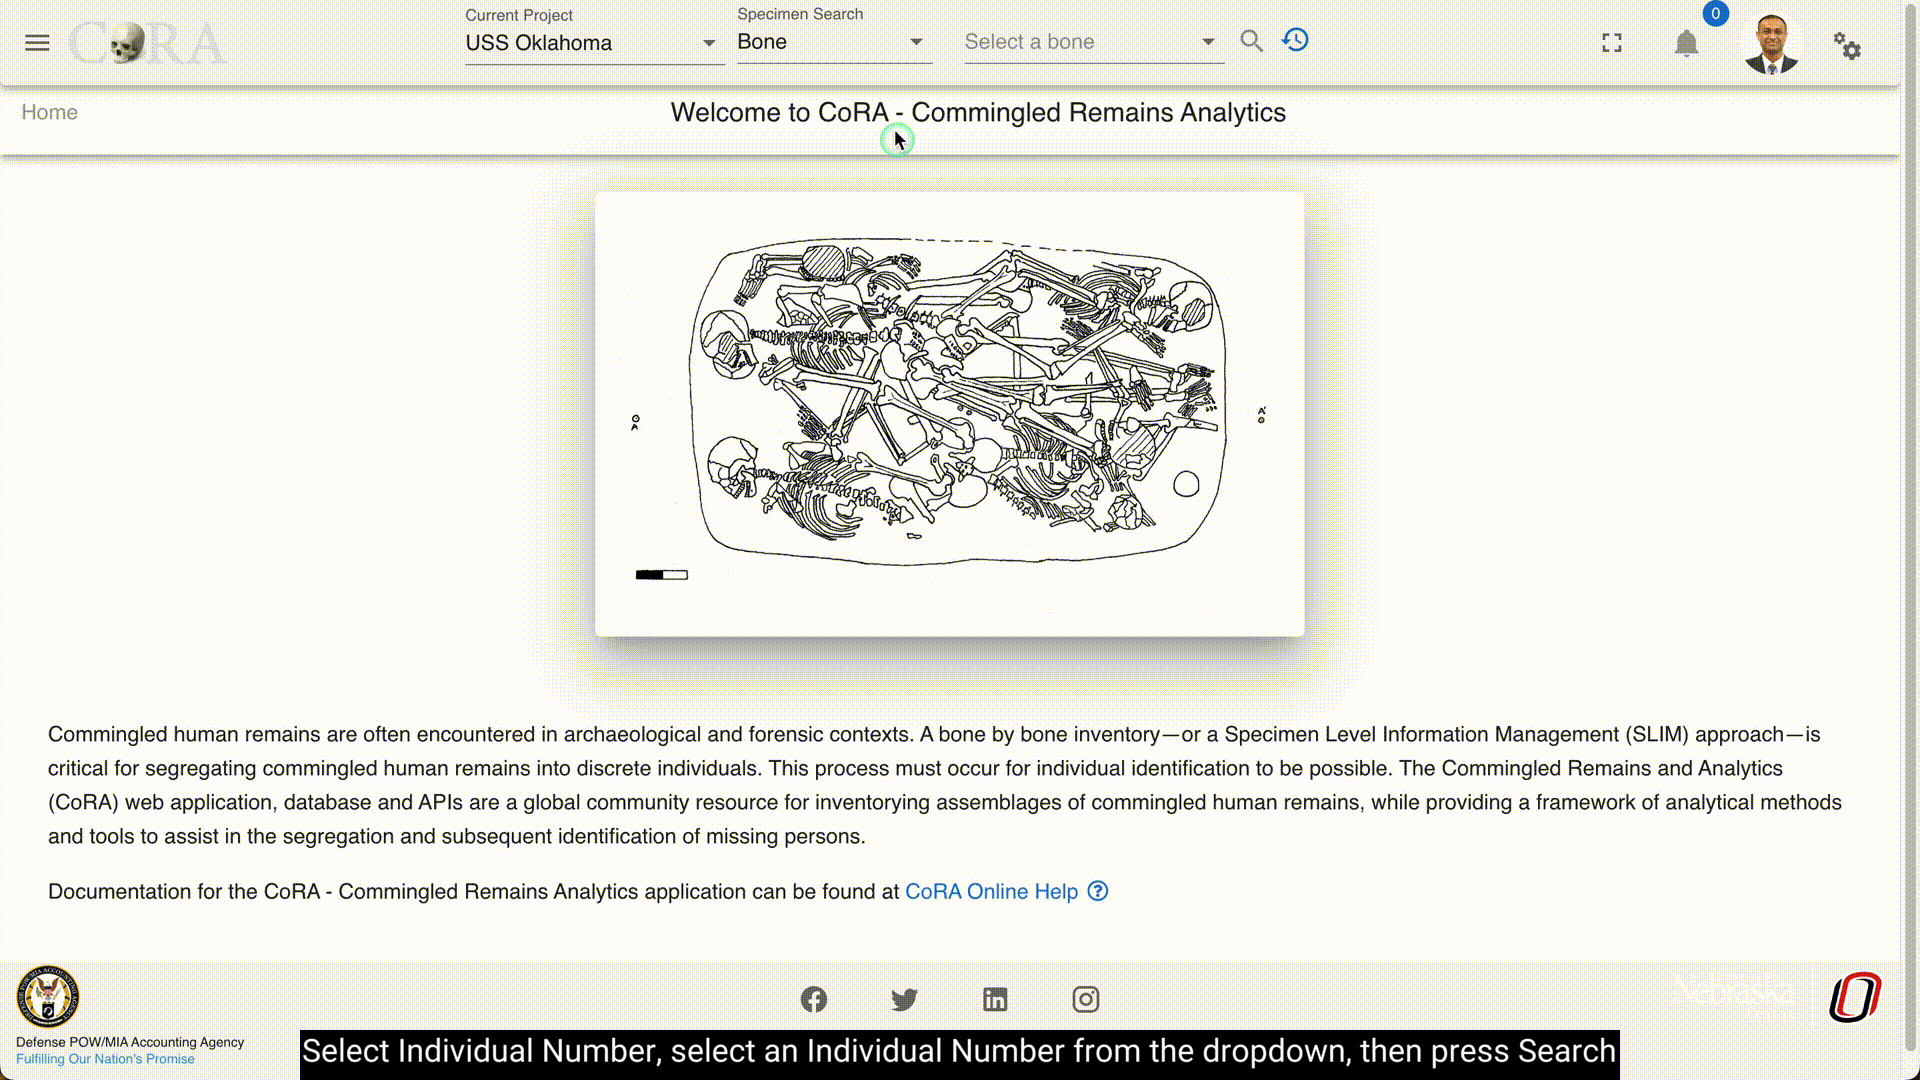 CoRA
Current Project
USS Oklahoma
Specimen Search
Bone
Select a bone
0
Home
Welcome to CoRA - Commingled Remains Analytics
Commingled human remains are often encountered in archaeological and forensic contexts. A bone by bone inventory—or a Specimen Level Information Management (SLIM) approach—is
critical for segregating commingled human remains into discrete individuals. This process must occur for individual identification to be possible. The Commingled Remains and Analytics
(CoRA) web application, database and APIs are a global community resource for inventorying assemblages of commingled human remains, while providing a framework of analytical methods
and tools to assist in the segregation and subsequent identification of missing persons.
Documentation for the CoRA - Commingled Remains Analytics application can be found at CoRA Online Help
Nebraska
Defense POW/MIA Accounting Agency
Fulfilling Our Nation's Promise
Select Individual Number, select an Individual Number from the dropdown, then press Search